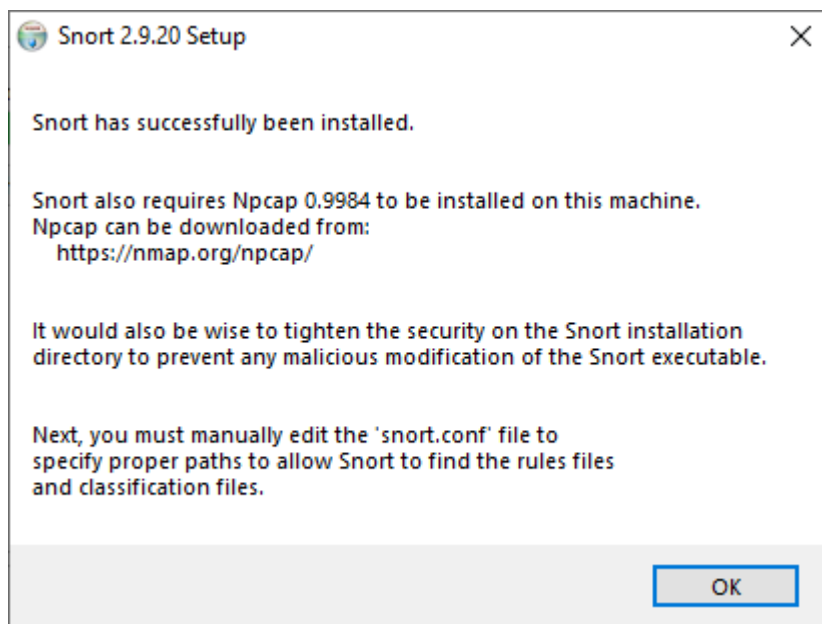 Snort 2.9.20 Setup
Snort has successfully been installed.
Snort also requires Npcap 0.9984 to be installed on this machine.
Npcap can be downloaded from:
https://nmap.org/npcap/
It would also be wise to tighten the security on the Snort installation
directory to prevent any malicious modification of the Snort executable.
Next, you must manually edit the 'snort.conf' file to
specify proper paths to allow Snort to find the rules files
and classification files.
OK